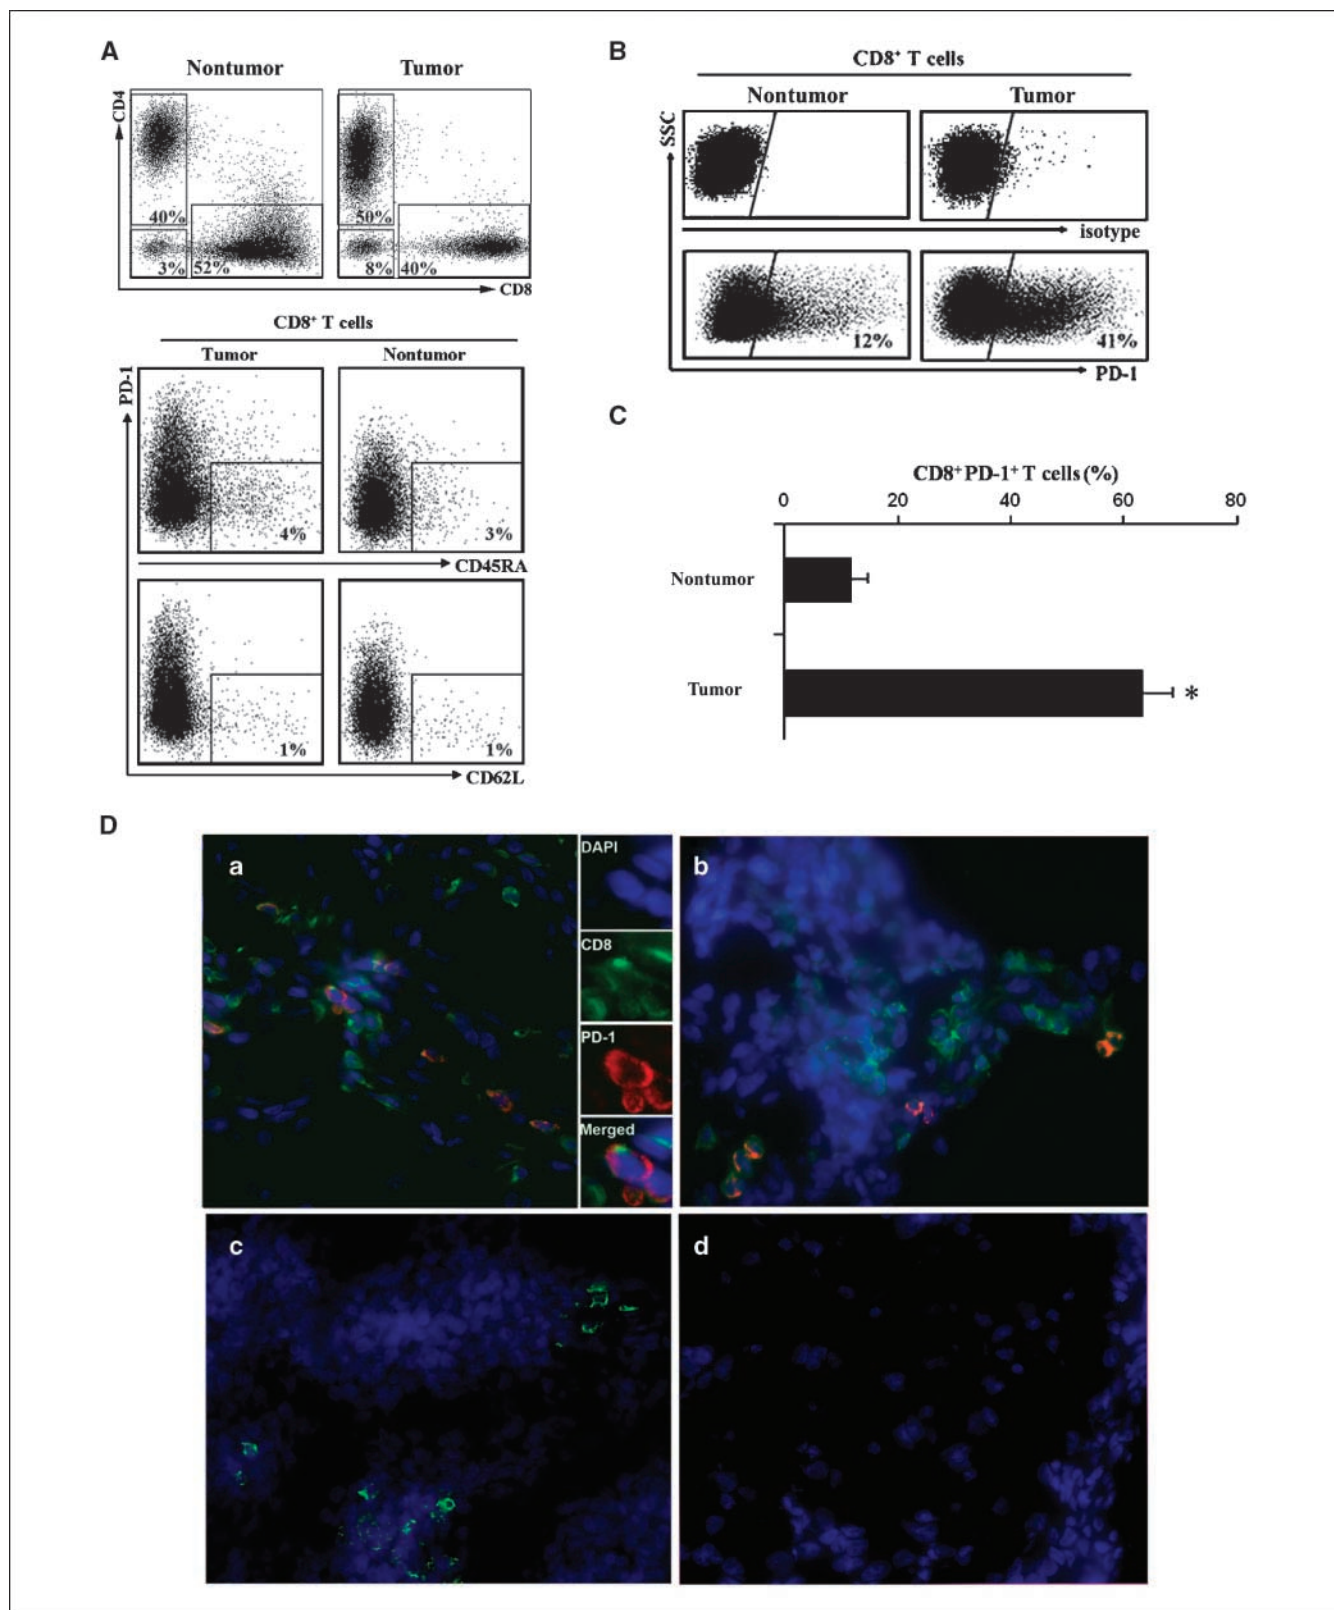 A
Nontumor Tumor
CD4
40% 50%
3% 52% 8% 40%
CD8
CD8⁺ T cells
Tumor Nontumor
PD-1
4% 3%
CD45RA
1% 1%
CD62L
B
CD8⁺ T cells
Nontumor Tumor
SSC
isotype
12% 41%
PD-1
C
CD8⁺PD-1⁺ T cells (%)
0 20 40 60 80
Nontumor
Tumor *
D
a
DAPI
CD8
PD-1
Merged
b
c
d